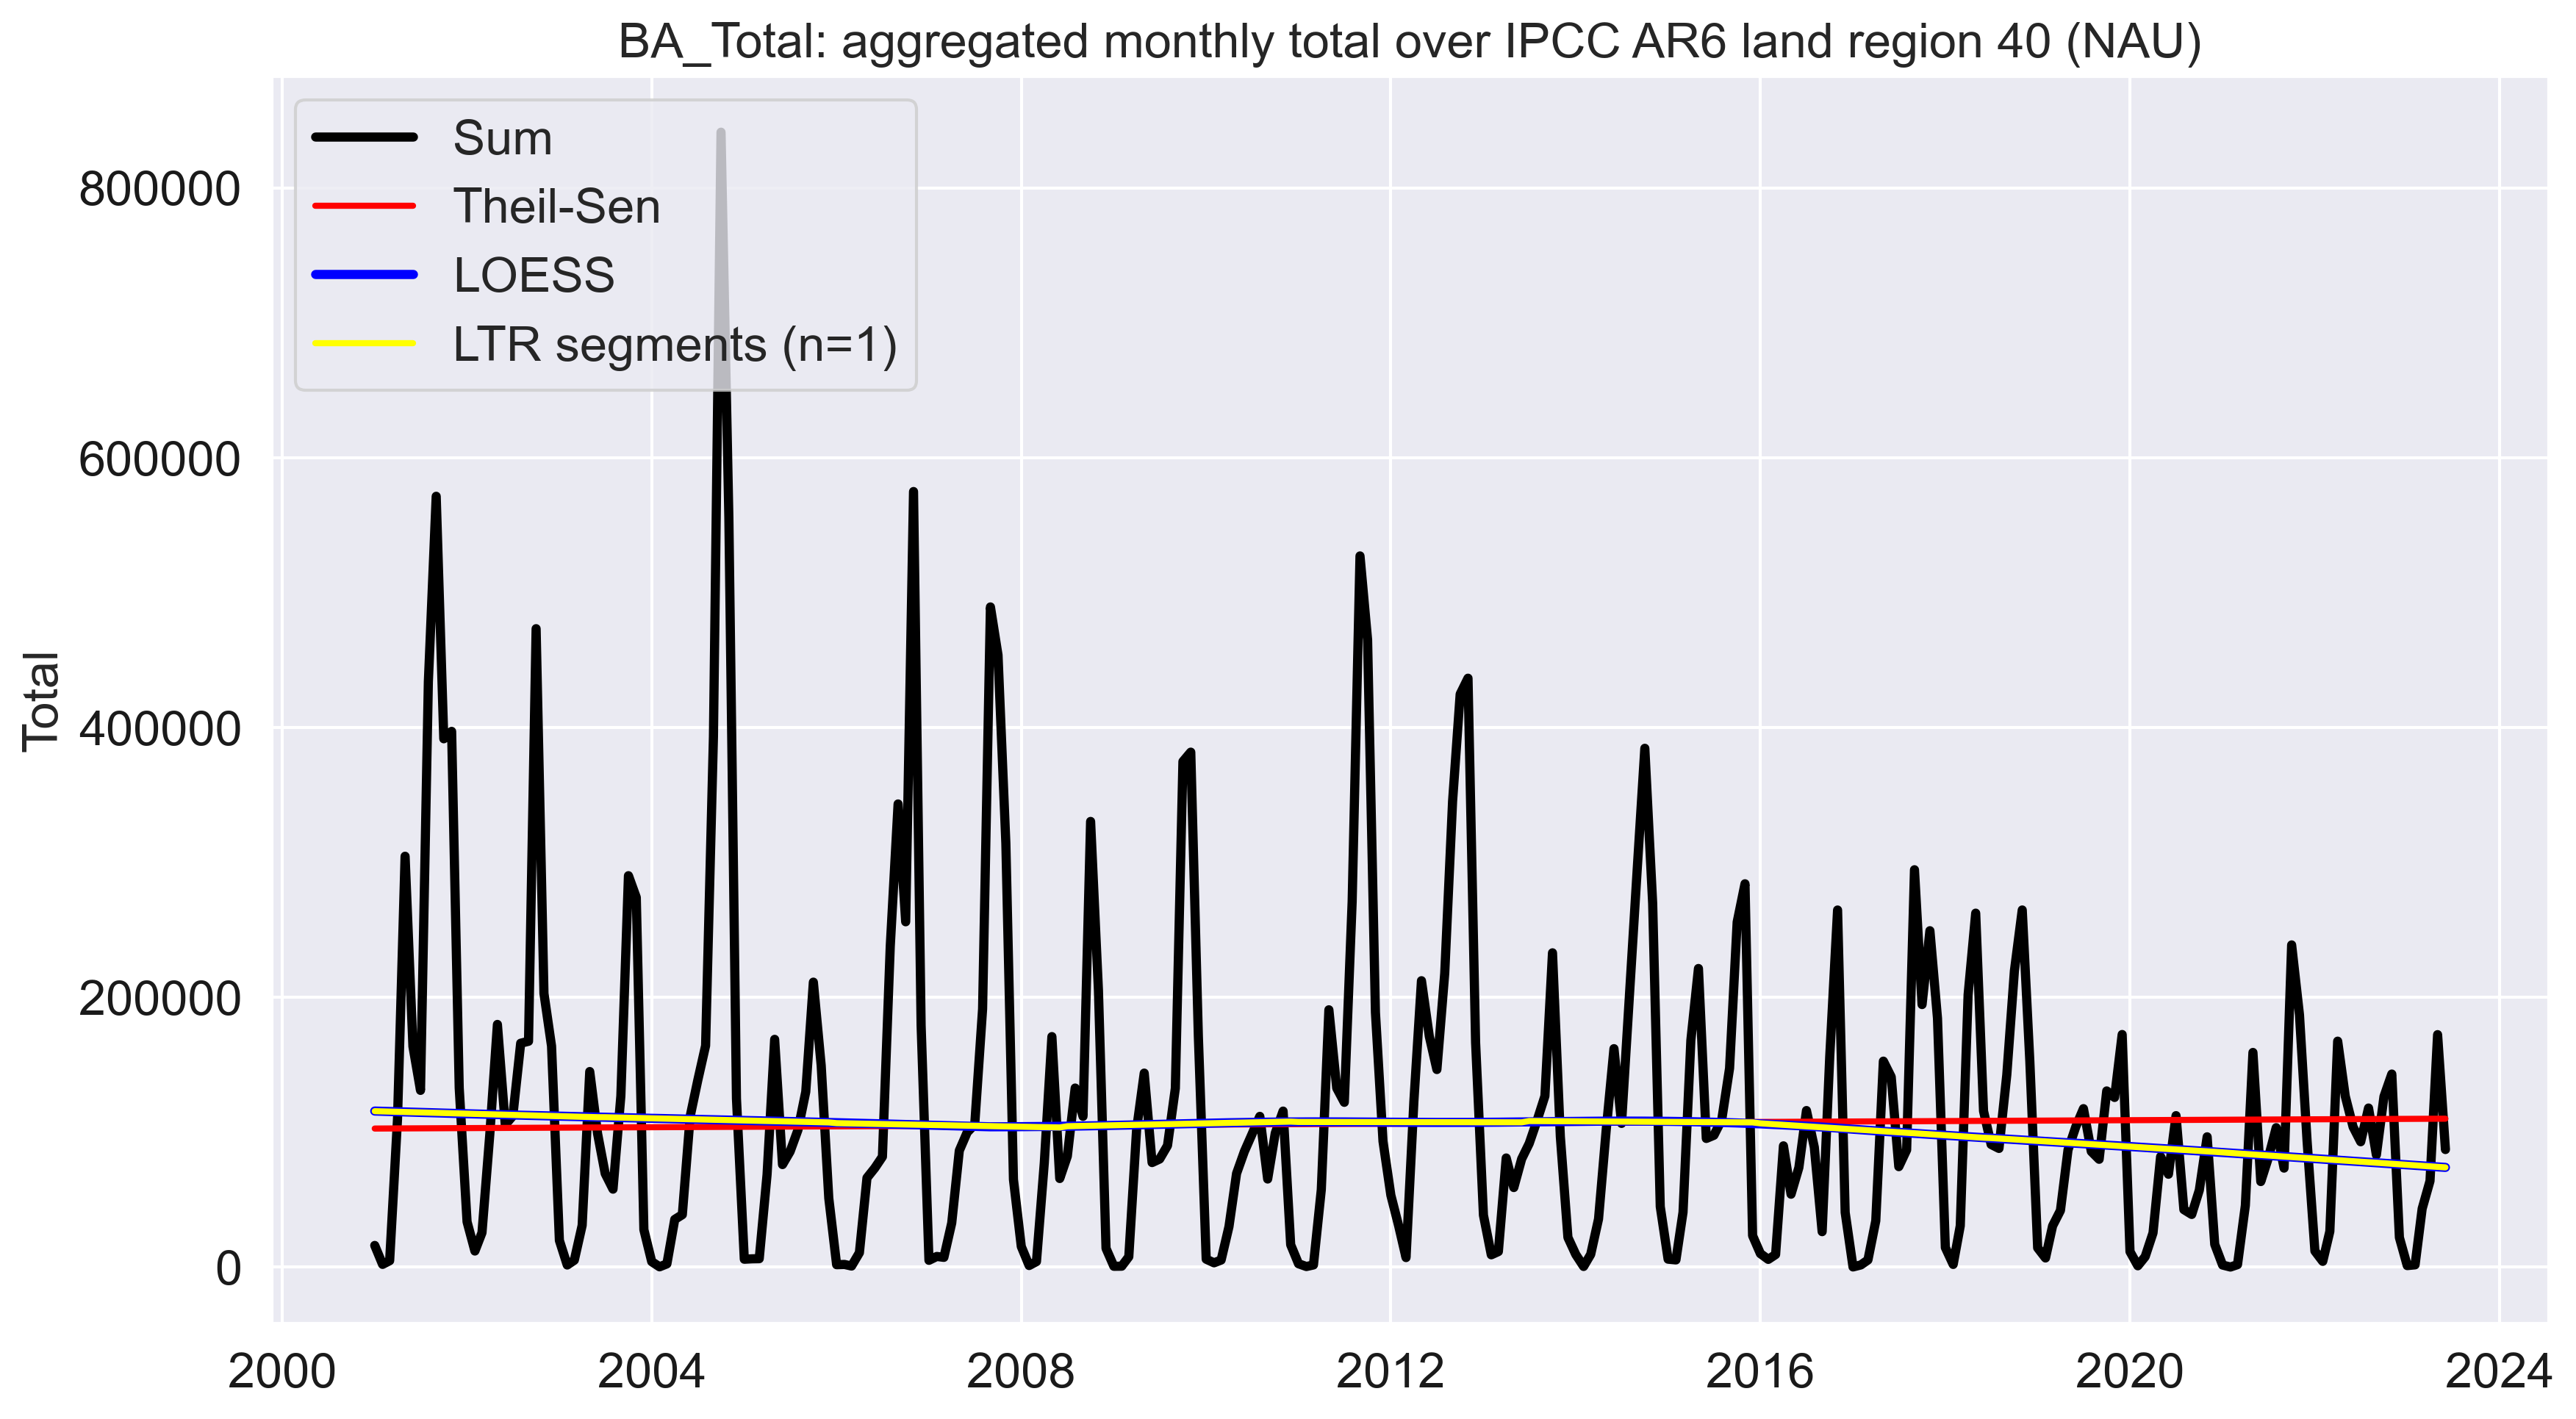 BA_Total: aggregated monthly total over IPCC AR6 land region 40 (NAU)
Sum
Theil-Sen
LOESS
LTR segments (n=1)
Total
800000
600000
400000
200000
0
2000 2004 2008 2012 2016 2020 2024